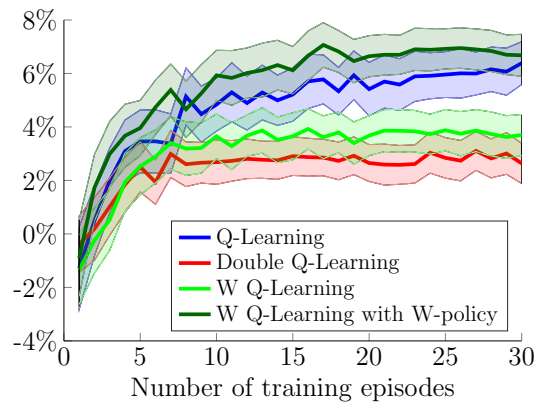 8%
6%
4%
2%
0%
-2%
-4%
0 5 10 15 20 25 30
Number of training episodes
Q-Learning
Double Q-Learning
W Q-Learning
W Q-Learning with W-policy